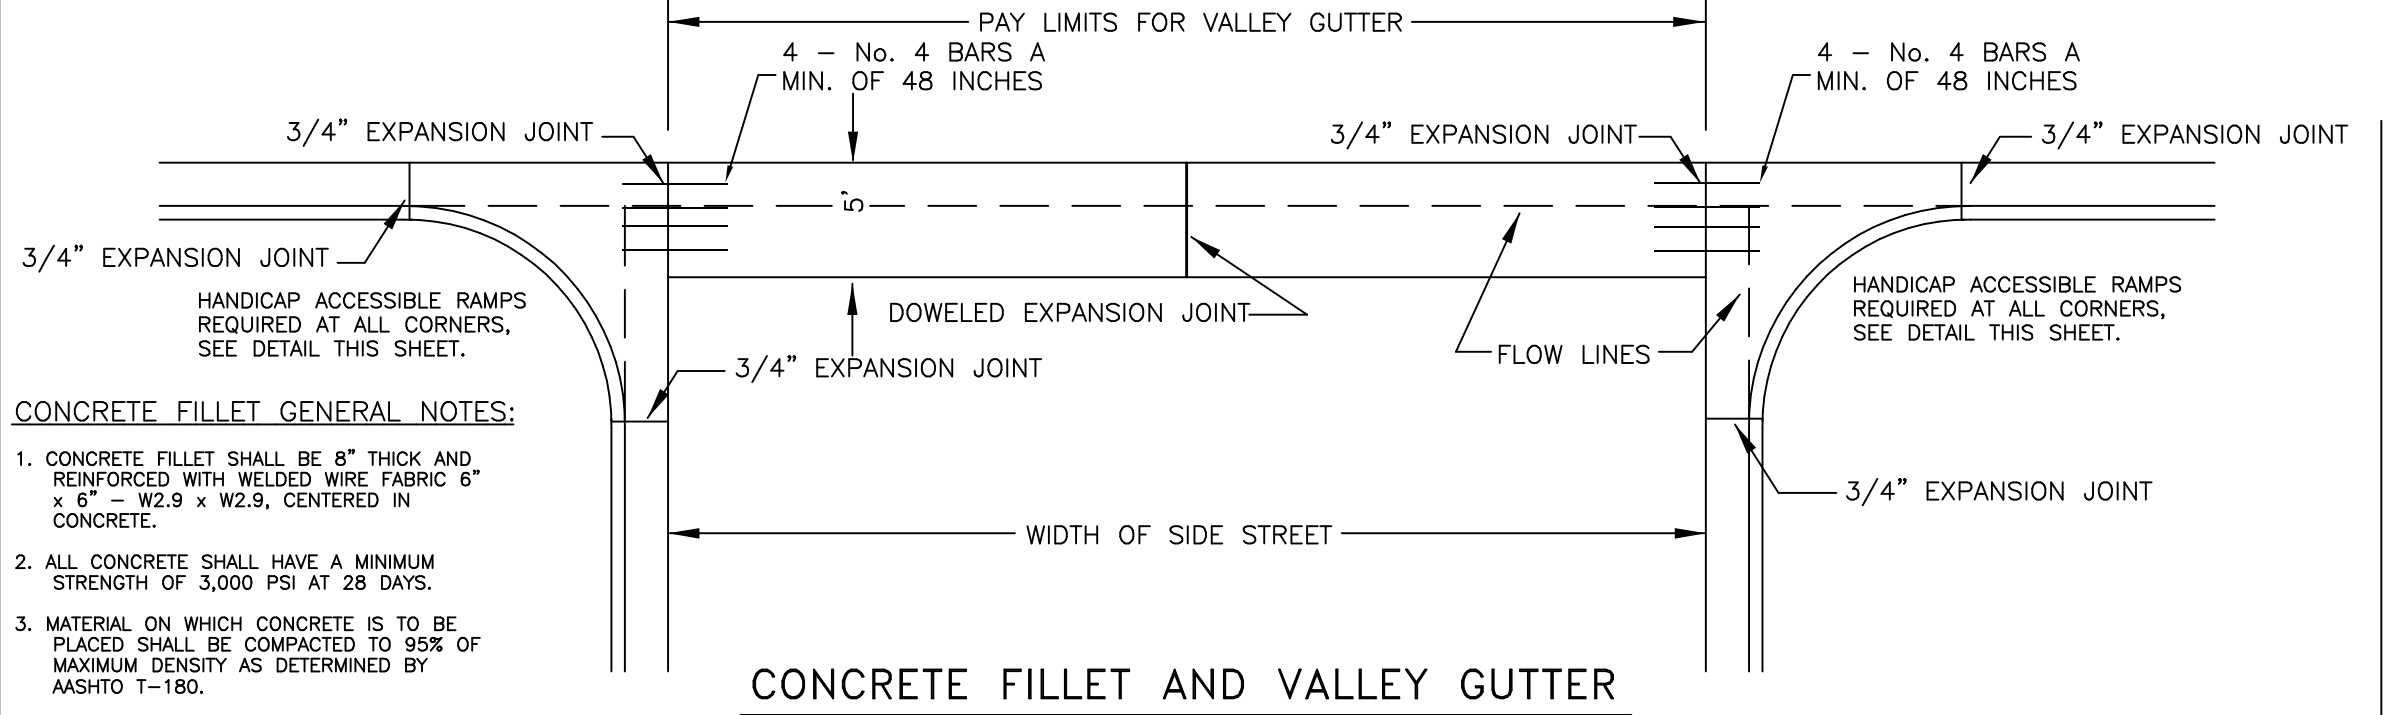 PAY LIMITS FOR VALLEY GUTTER
4 – No. 4 BARS A
MIN. OF 48 INCHES
4 – No. 4 BARS A
MIN. OF 48 INCHES
3/4" EXPANSION JOINT
3/4" EXPANSION JOINT
3/4" EXPANSION JOINT
5'
3/4" EXPANSION JOINT
HANDICAP ACCESSIBLE RAMPS
REQUIRED AT ALL CORNERS,
SEE DETAIL THIS SHEET.
DOWELED EXPANSION JOINT
HANDICAP ACCESSIBLE RAMPS
REQUIRED AT ALL CORNERS,
SEE DETAIL THIS SHEET.
FLOW LINES
3/4" EXPANSION JOINT
CONCRETE FILLET GENERAL NOTES:
1. CONCRETE FILLET SHALL BE 8" THICK AND
REINFORCED WITH WELDED WIRE FABRIC 6"
x 6" – W2.9 x W2.9, CENTERED IN
CONCRETE.
2. ALL CONCRETE SHALL HAVE A MINIMUM
STRENGTH OF 3,000 PSI AT 28 DAYS.
3. MATERIAL ON WHICH CONCRETE IS TO BE
PLACED SHALL BE COMPACTED TO 95% OF
MAXIMUM DENSITY AS DETERMINED BY
AASHTO T–180.
3/4" EXPANSION JOINT
WIDTH OF SIDE STREET
CONCRETE FILLET AND VALLEY GUTTER